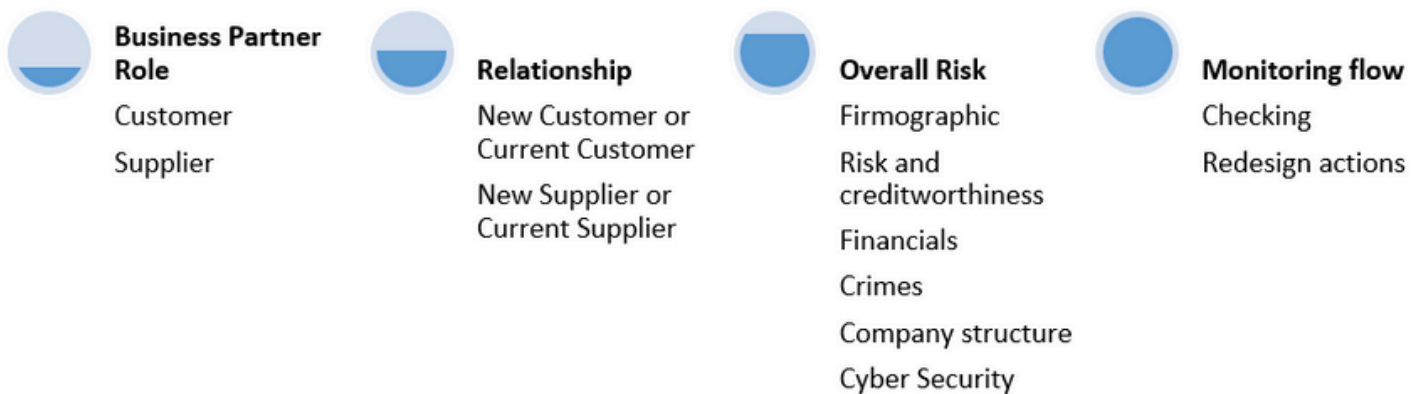 Business Partner
Role
Customer
Supplier
Relationship
New Customer or
Current Customer
New Supplier or
Current Supplier
Overall Risk
Firmographic
Risk and
creditworthiness
Financials
Crimes
Company structure
Cyber Security
Monitoring flow
Checking
Redesign actions